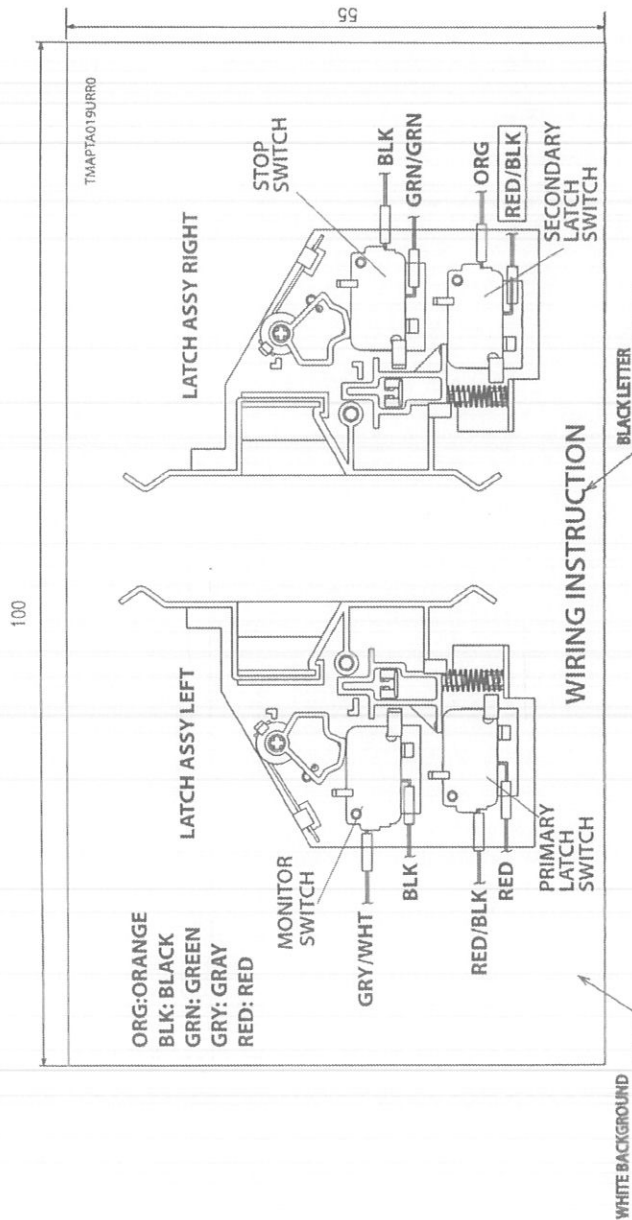 100
55
TMAPTA019URR0
LATCH ASSY LEFT
LATCH ASSY RIGHT
ORG:ORANGE
BLK: BLACK
GRN: GREEN
GRY: GRAY
RED: RED
MONITOR
SWITCH
GRY/WHT
BLK
RED/BLK
RED
PRIMARY
LATCH
SWITCH
STOP
SWITCH
BLK
GRN/GRN
ORG
RED/BLK
SECONDARY
LATCH
SWITCH
WIRING INSTRUCTION
WHITE BACKGROUND
BLACK LETTER